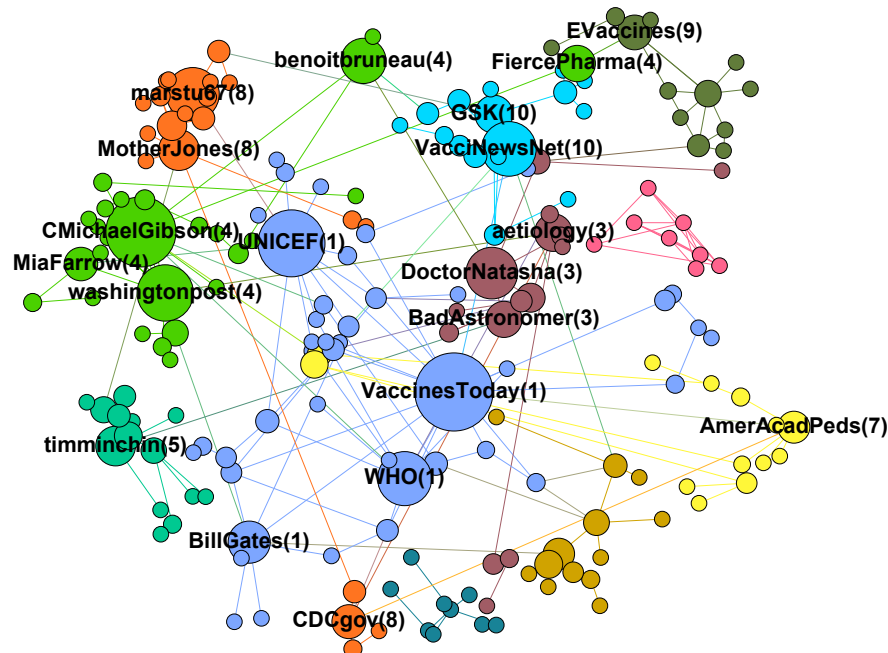 EVaccines(9)
benoitbruneau(4)
FiercePharma(4)
marstu67(8)
GSK(10)
MotherJones(8)
VacciNewsNet(10)
CMichaelGibson(4)
UNICEF(1)
aetiology(3)
MiaFarrow(4)
DoctorNatasha(3)
washingtonpost(4)
BadAstronomer(3)
VaccinesToday(1)
AmerAcadPeds(7)
timminchin(5)
WHO(1)
BillGates(1)
CDCgov(8)